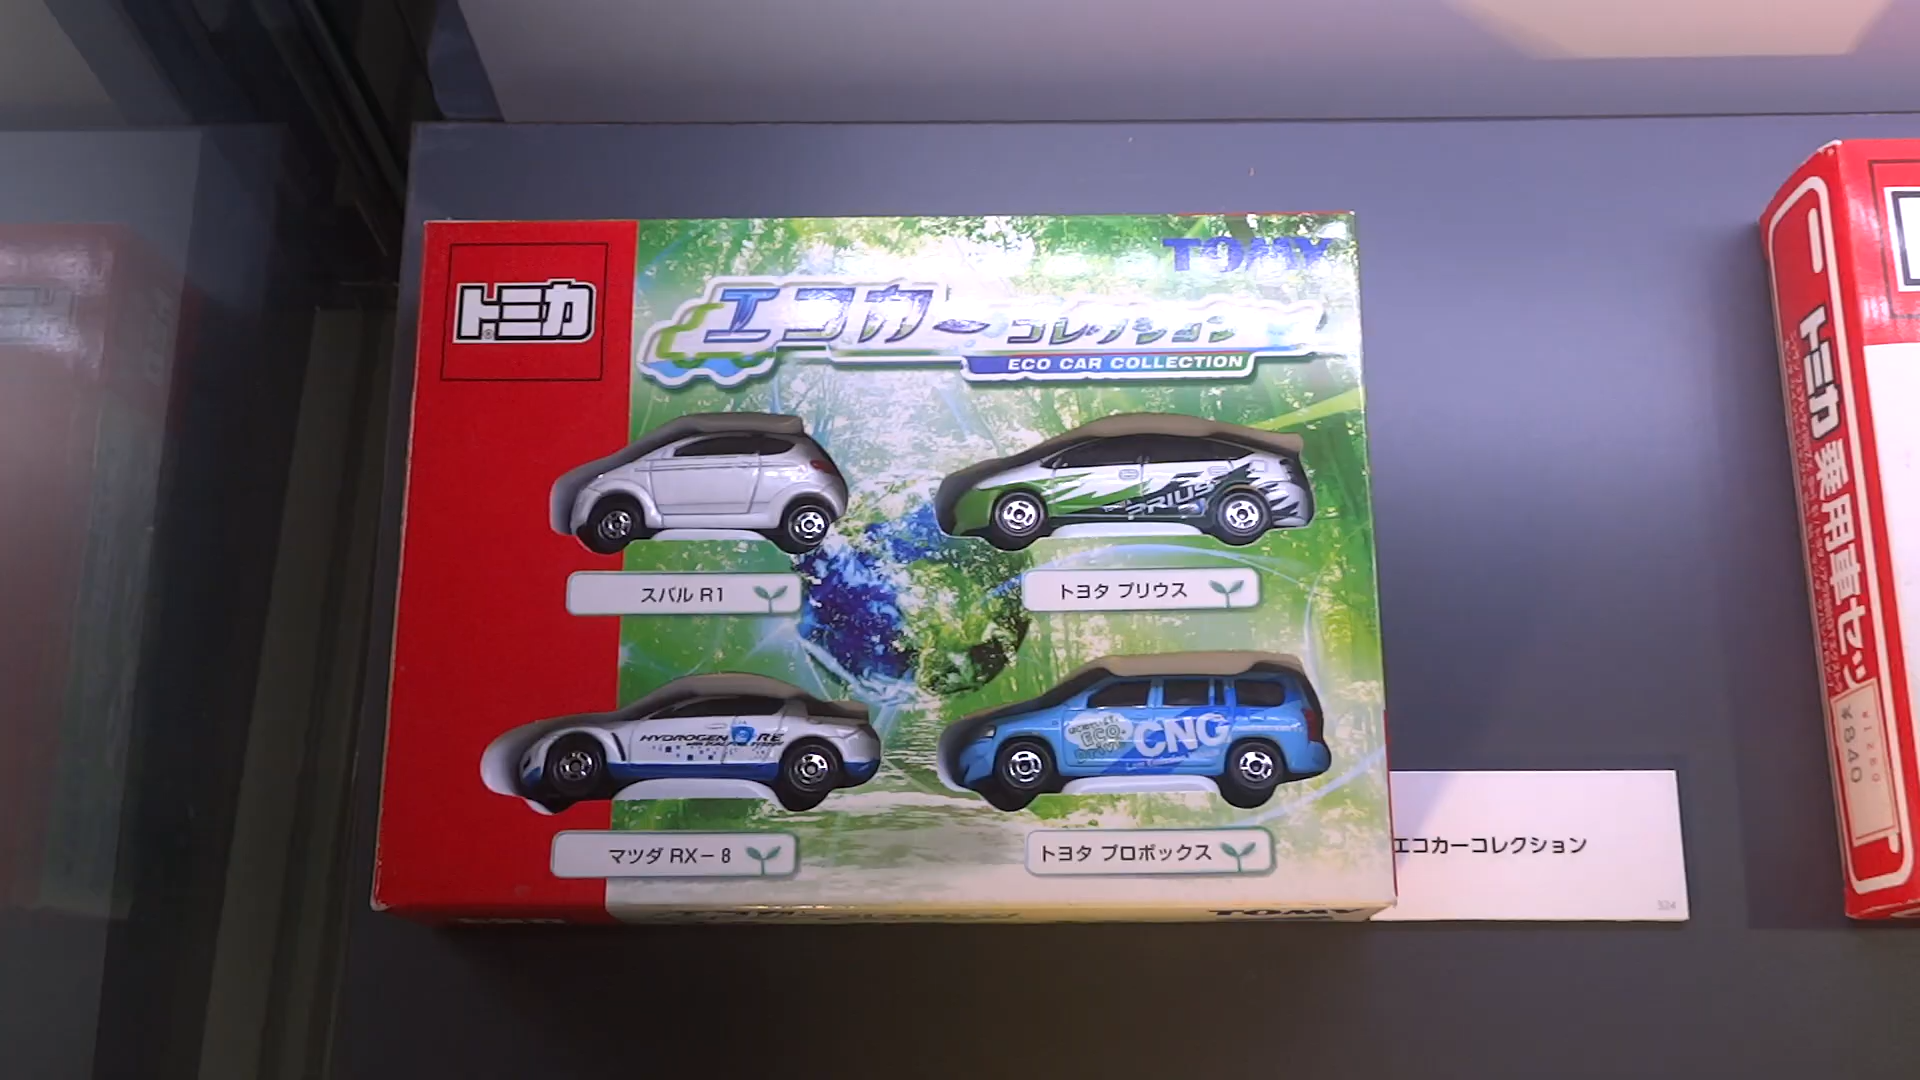 トミカ
TOMY
エコカーコレクション
ECO CAR COLLECTION
PRIUS
スバル R1
トヨタ プリウス
HYDROGEN RE
CNG
ECO
マツダ RX-8
トヨタ プロボックス
TOMY
エコカーコレクション
324
トミカ 乗用車セッ